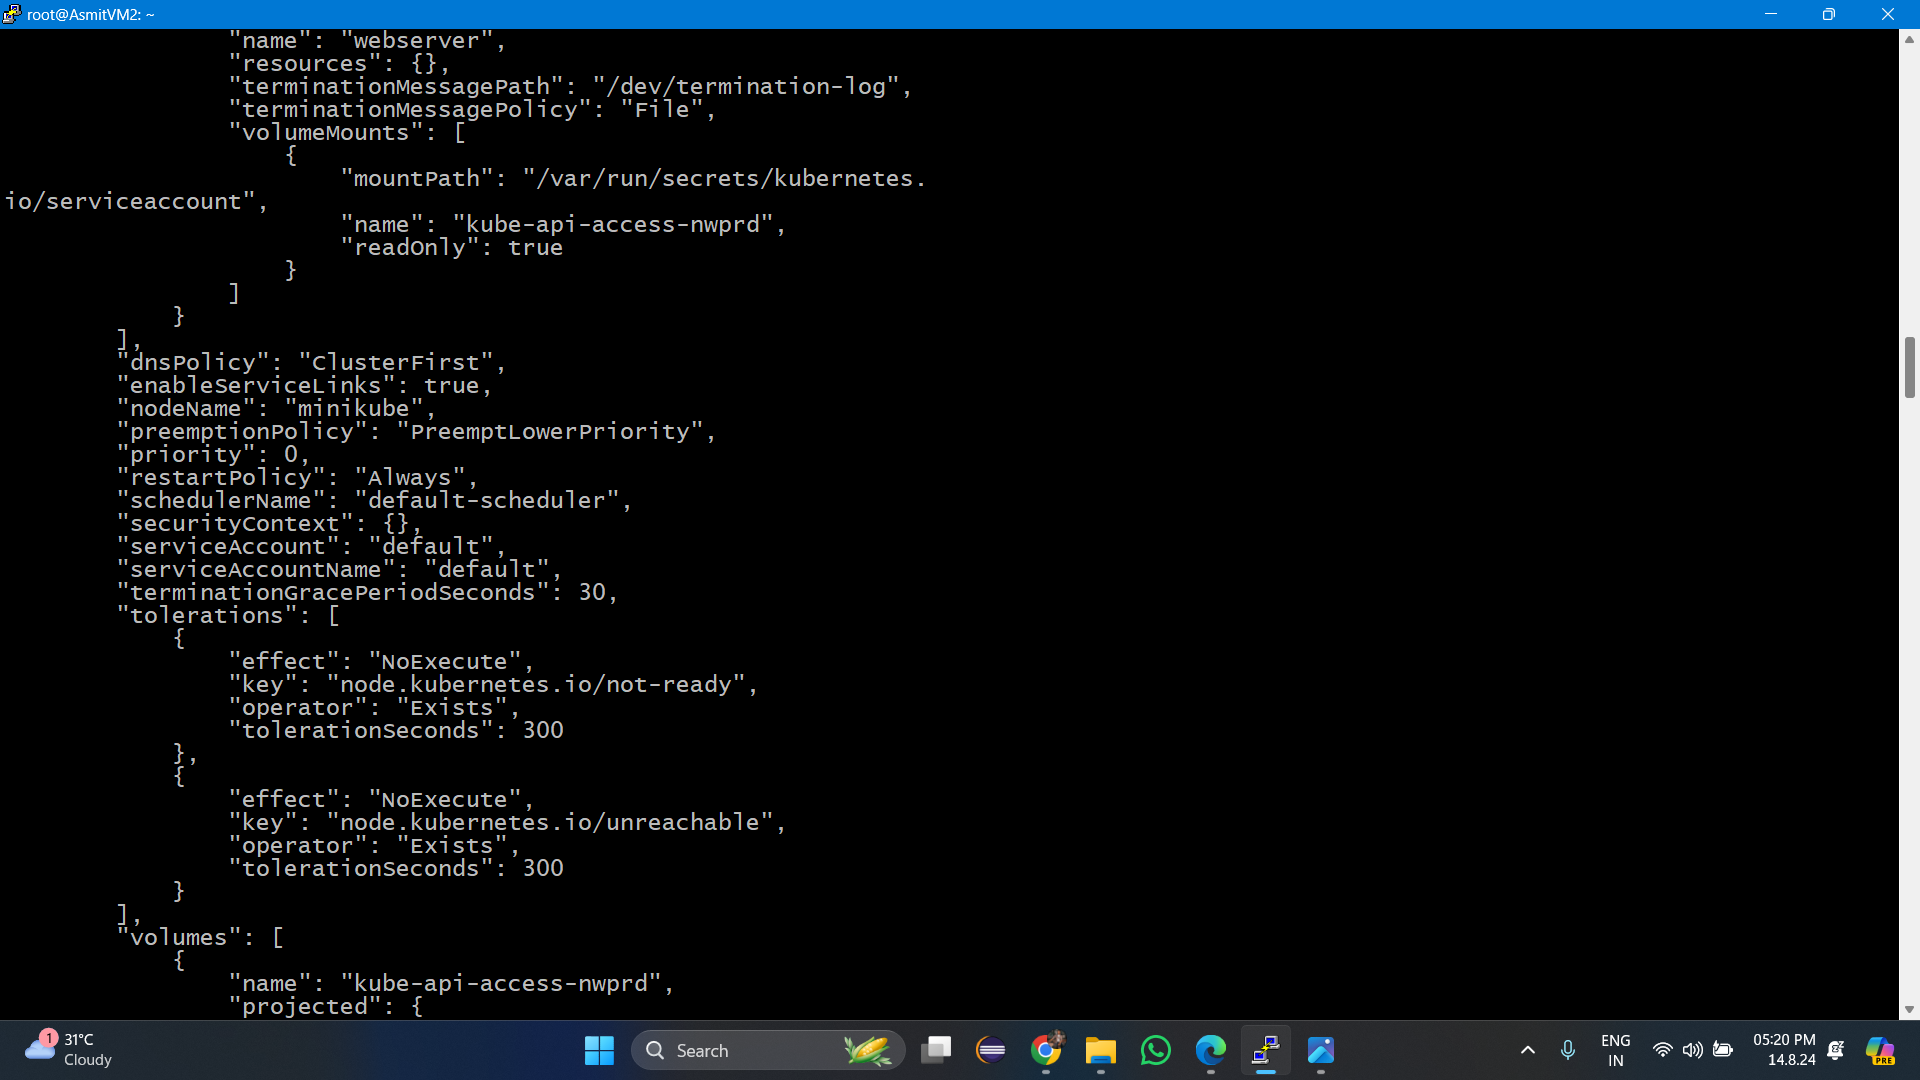 root@AsmitVM2: ~
"name": "webserver",
"resources": {},
"terminationMessagePath": "/dev/termination-log",
"terminationMessagePolicy": "File",
"volumeMounts": [
{
"mountPath": "/var/run/secrets/kubernetes.
io/serviceaccount",
"name": "kube-api-access-nwprd",
"readOnly": true
}
]
}
],
"dnsPolicy": "ClusterFirst",
"enableServiceLinks": true,
"nodeName": "minikube",
"preemptionPolicy": "PreemptLowerPriority",
"priority": 0,
"restartPolicy": "Always",
"schedulerName": "default-scheduler",
"securityContext": {},
"serviceAccount": "default",
"serviceAccountName": "default",
"terminationGracePeriodSeconds": 30,
"tolerations": [
{
"effect": "NoExecute",
"key": "node.kubernetes.io/not-ready",
"operator": "Exists",
"tolerationSeconds": 300
},
{
"effect": "NoExecute",
"key": "node.kubernetes.io/unreachable",
"operator": "Exists",
"tolerationSeconds": 300
}
],
"volumes": [
{
"name": "kube-api-access-nwprd",
"projected": {
1
31°C
Cloudy
Search
ENG
IN
05:20 PM
14.8.24
PRE